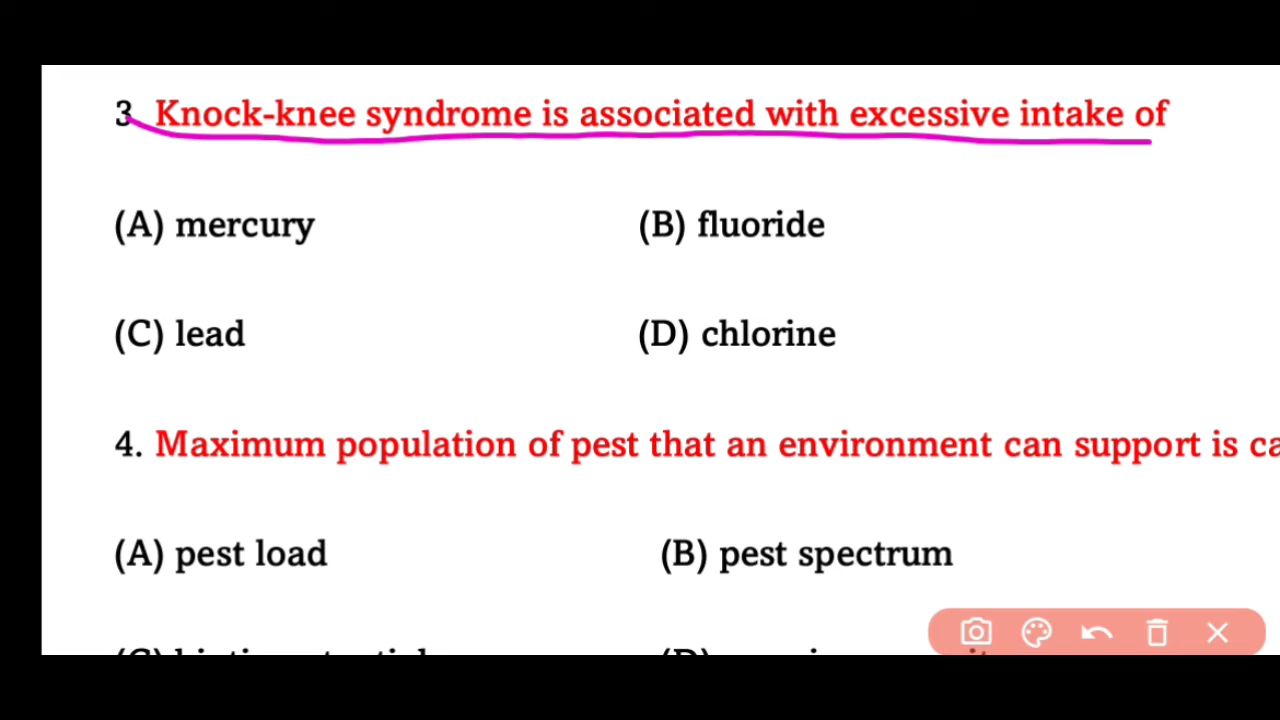 3. Knock-knee syndrome is associated with excessive intake of
(A) mercury (B) fluoride
(C) lead (D) chlorine
4. Maximum population of pest that an environment can support is ca
(A) pest load (B) pest spectrum
(C) (D)